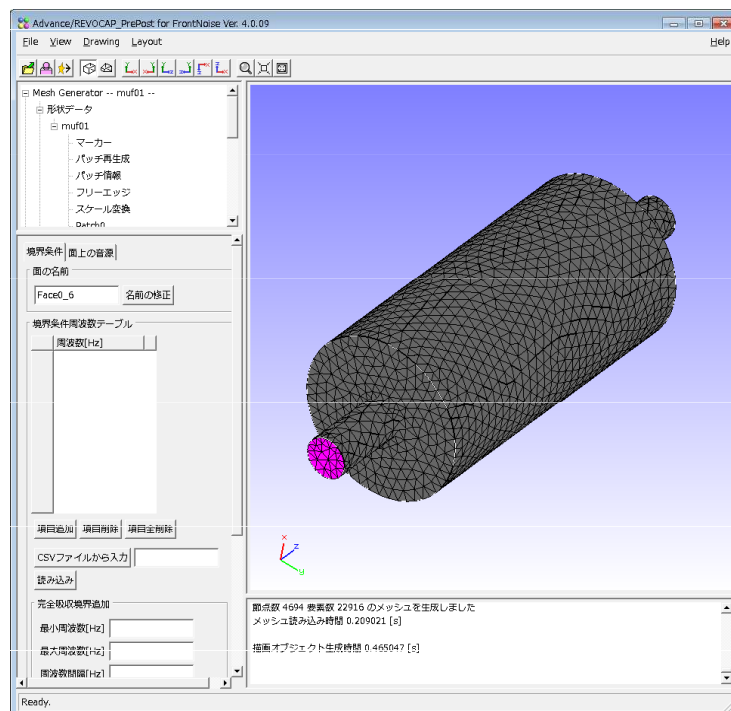 Advance/REVOCAP_PrePost for FrontNoise Ver. 4.0.09
File View Drawing Layout Help
Mesh Generator -- muf01 --
形状データ
muf01
マーカー
パッチ再生成
パッチ情報
フリーエッジ
スケール変換
Patch0
境界条件 面上の音源
面の名前
Face0_6 名前の修正
境界条件周波数テーブル
周波数[Hz]
項目追加 項目削除 項目全削除
CSVファイルから入力
読み込み
完全吸収境界追加
最小周波数[Hz]
最大周波数[Hz]
周波数間隔[Hz]
x
z
y
節点数 4694 要素数 22916 のメッシュを生成しました
メッシュ読み込み時間 0.209021 [s]
描画オブジェクト生成時間 0.465047 [s]
Ready.